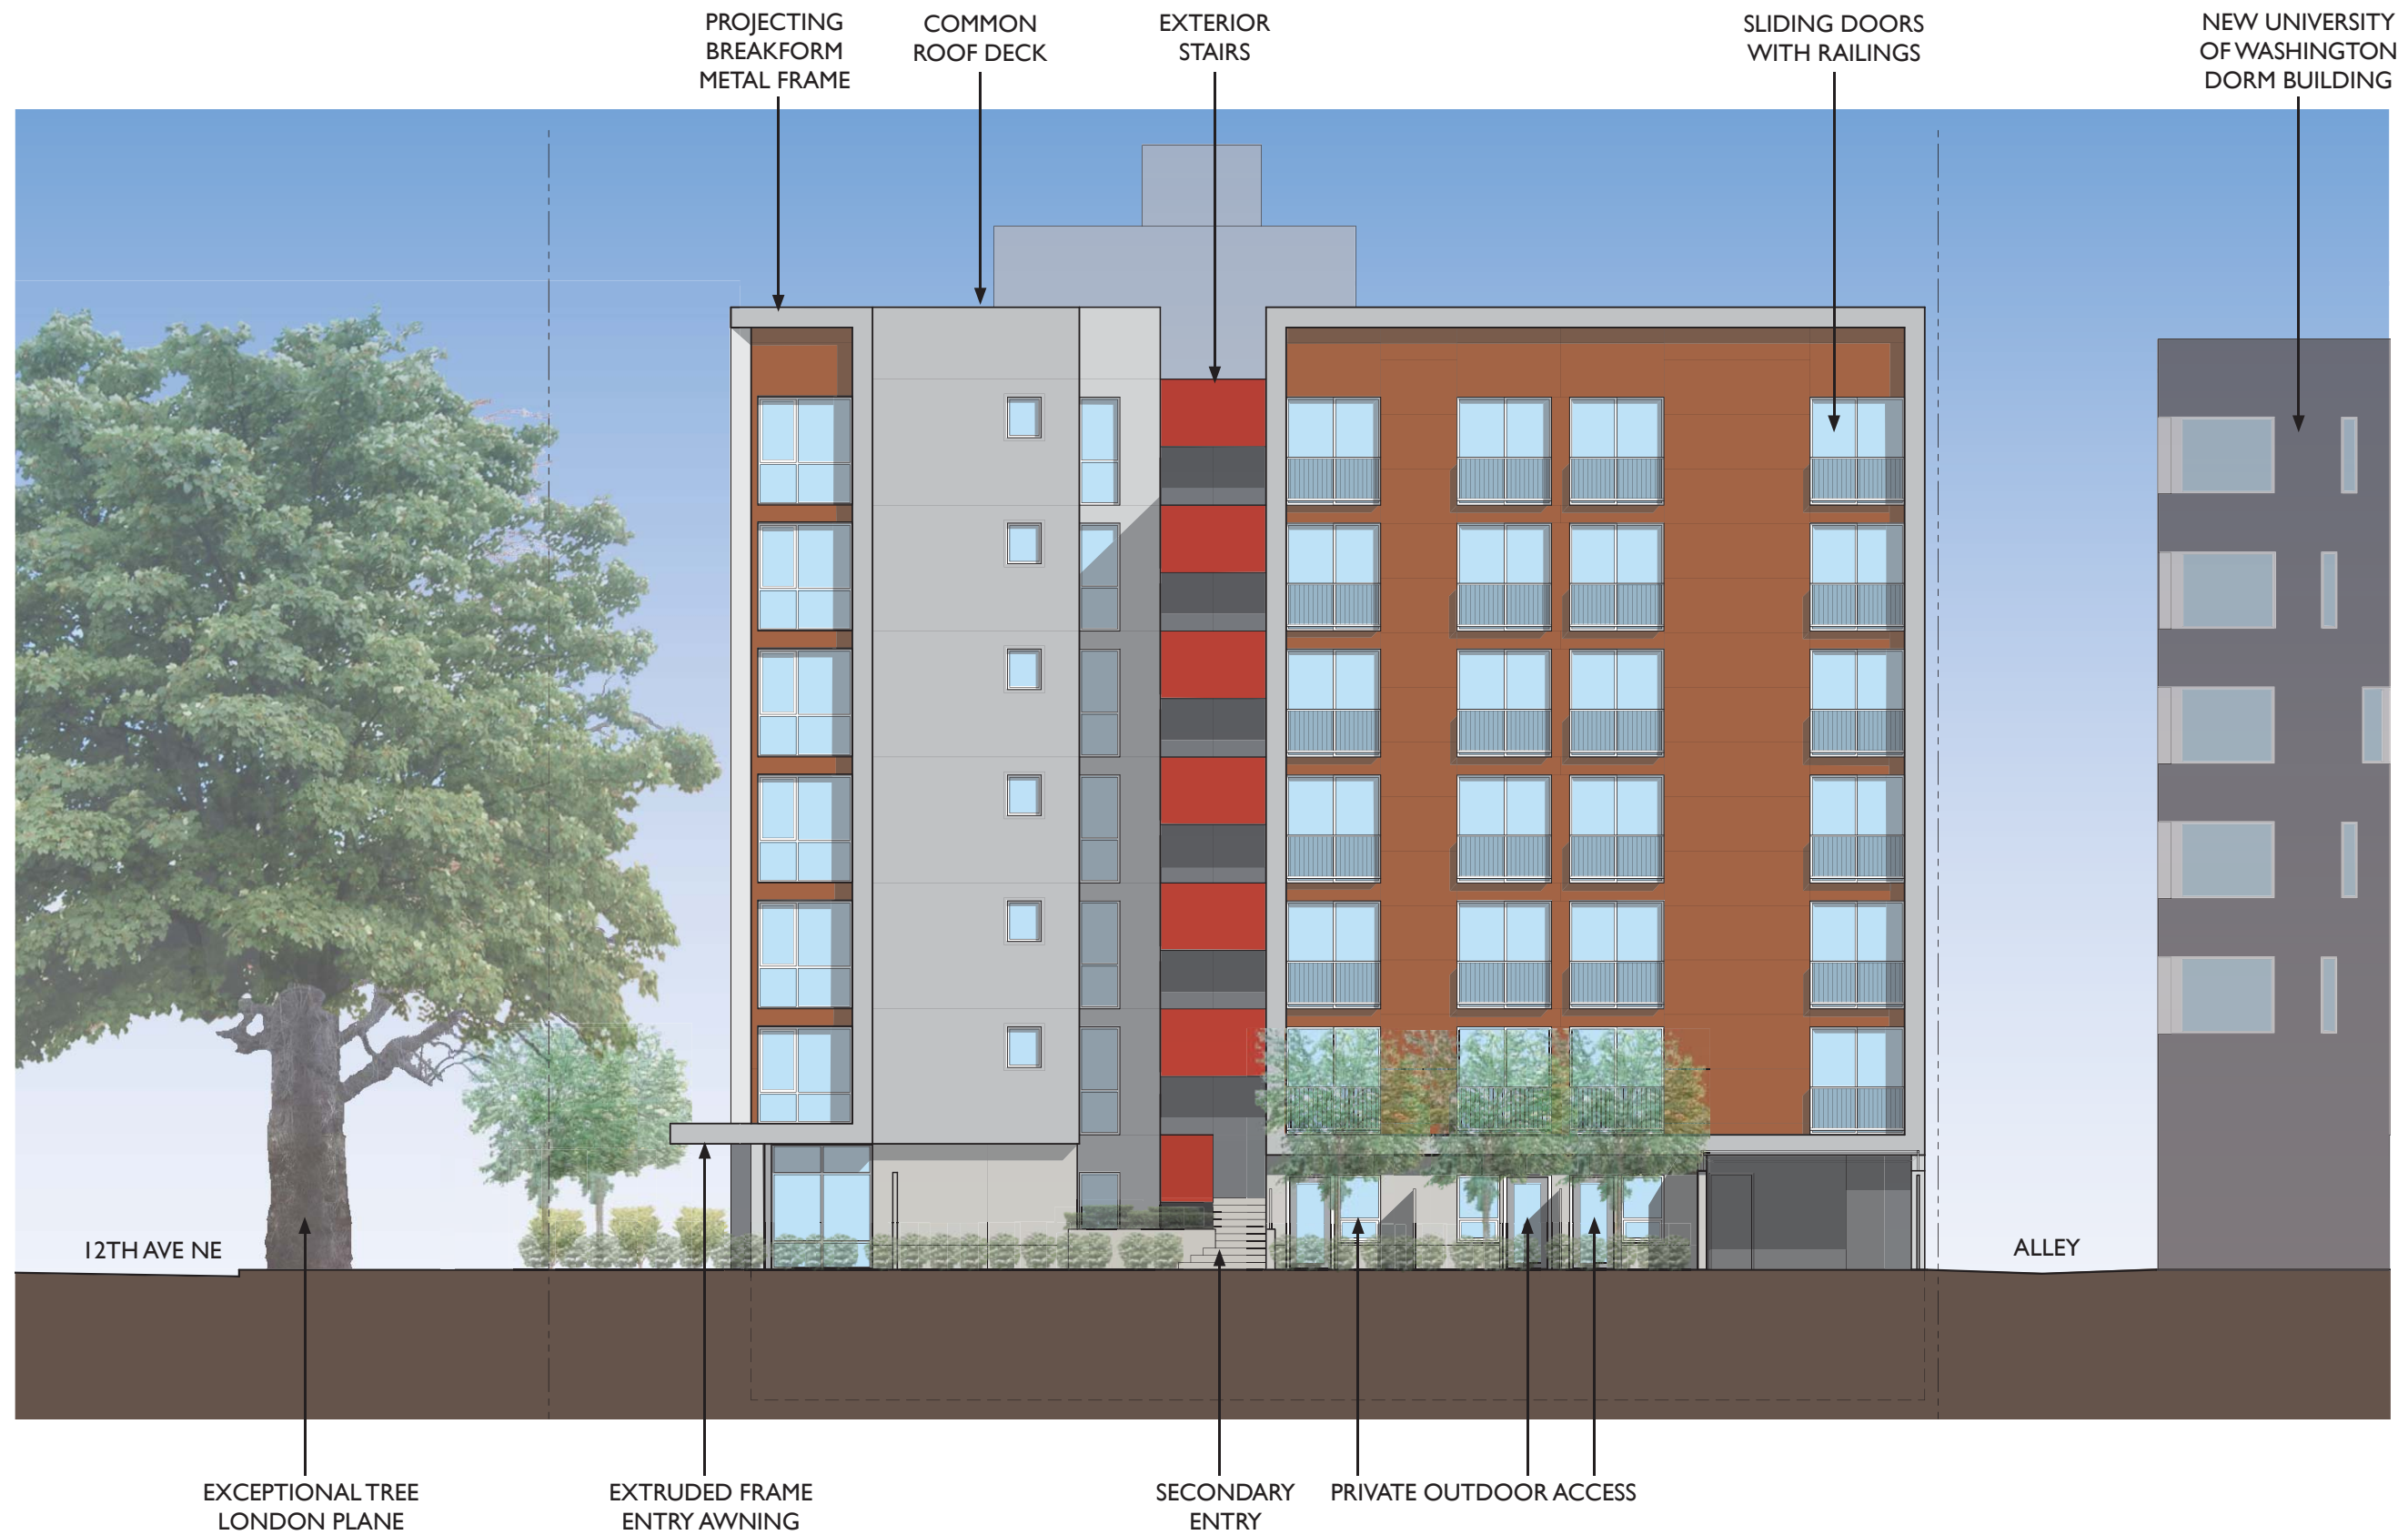 PROJECTING
BREAKFORM
METAL FRAME
COMMON
ROOF DECK
EXTERIOR
STAIRS
SLIDING DOORS
WITH RAILINGS
NEW UNIVERSITY
OF WASHINGTON
DORM BUILDING
12TH AVE NE
ALLEY
EXCEPTIONAL TREE
LONDON PLANE
EXTRUDED FRAME
ENTRY AWNING
SECONDARY
ENTRY
PRIVATE OUTDOOR ACCESS